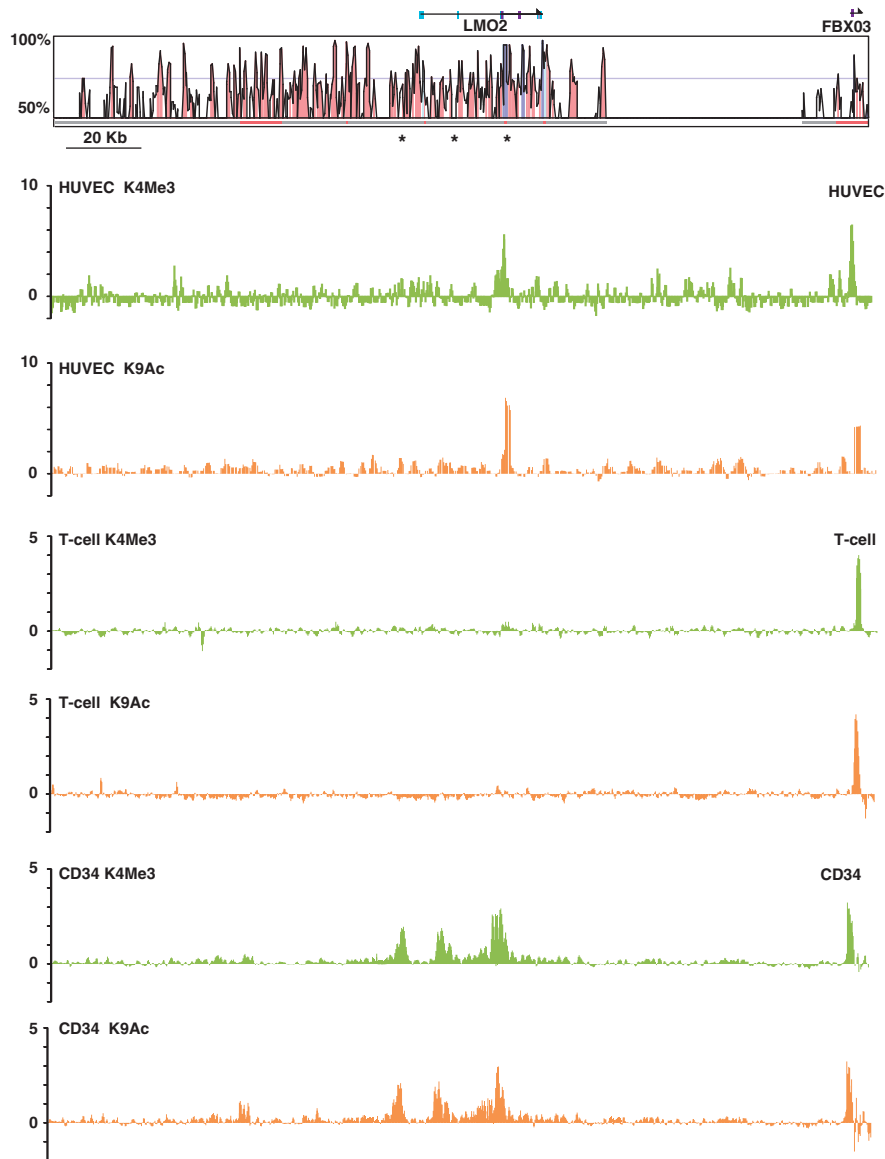 LMO2
FBX03
100%
50%
20 Kb
* * *
10
HUVEC K4Me3
HUVEC
0
10
HUVEC K9Ac
0
5
T-cell K4Me3
T-cell
0
5
T-cell K9Ac
0
5
CD34 K4Me3
CD34
0
5
CD34 K9Ac
0